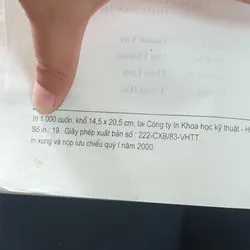 In 1.000 cuốn, khổ 14,5 x 20,5 cm, tại Công ty In Khoa học kỹ thuật - H
Số in: 19. Giấy phép xuất bản số: 222-CXB/83-VHTT.
in xong và nộp lưu chiểu quý I năm 2000.